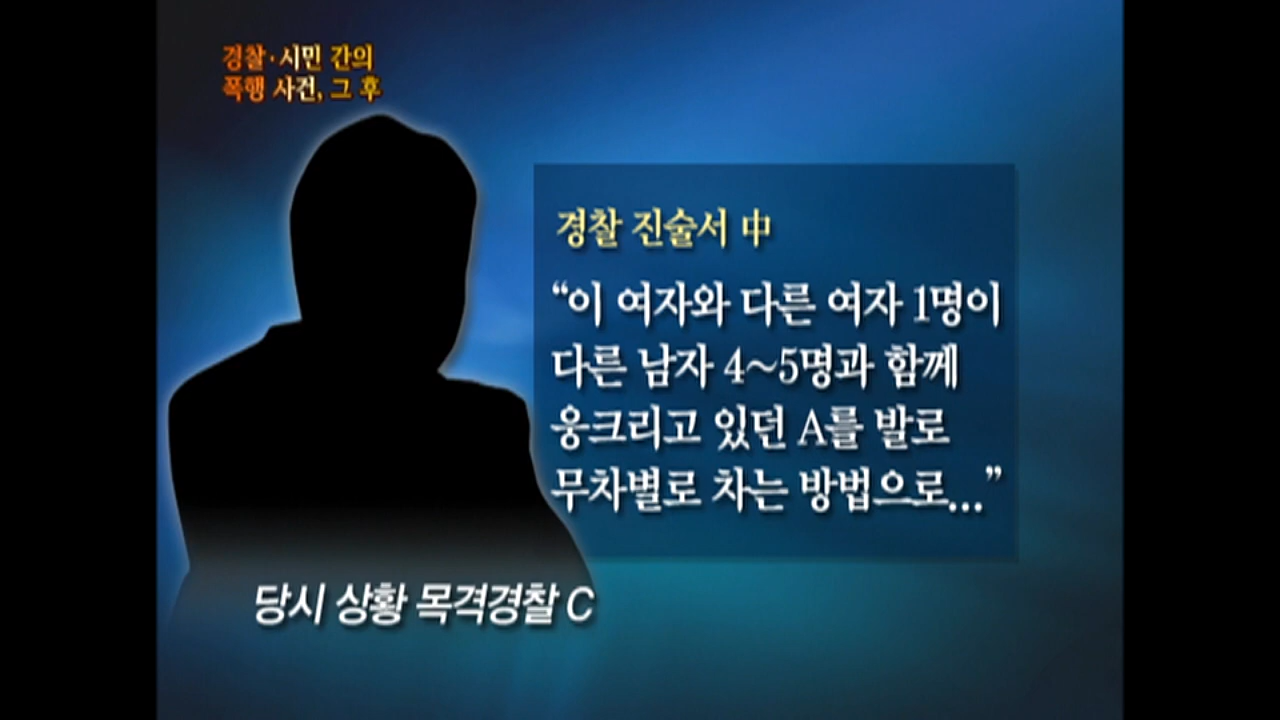 경찰·시민 간의
폭행 사건, 그 후
경찰 진술서 中
“이 여자와 다른 여자 1명이
다른 남자 4~5명과 함께
웅크리고 있던 A를 발로
무차별로 차는 방법으로...”
당시 상황 목격경찰 C